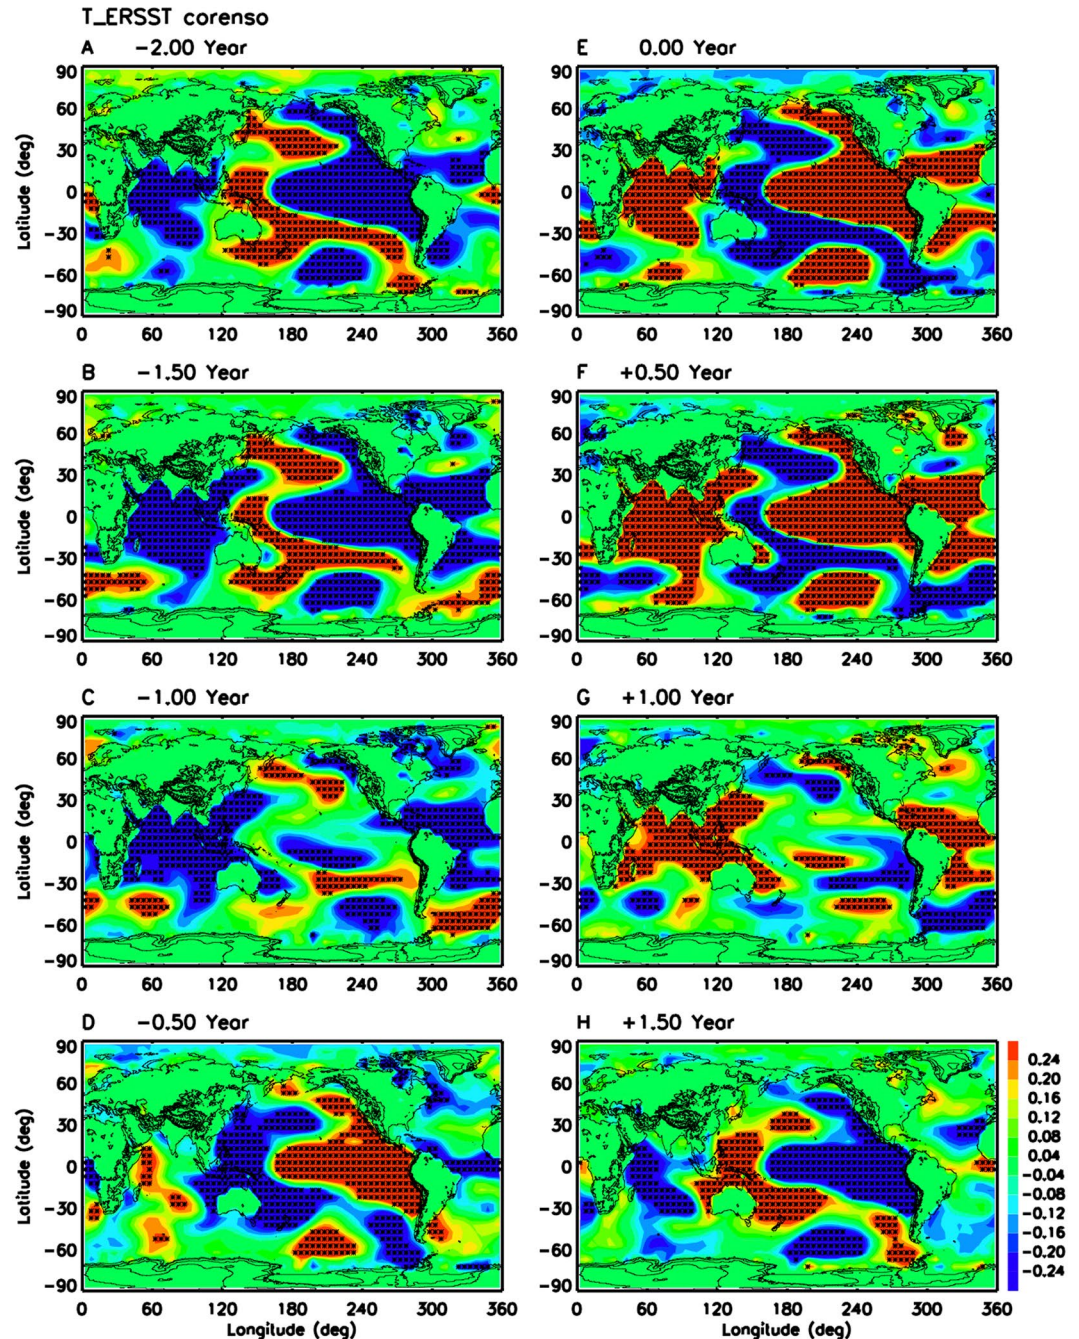 T_ERSST corenso
A −2.00 Year
E 0.00 Year
90
60
30
0
−30
−60
−90
Latitude (deg)
0 60 120 180 240 300 360
90
60
30
0
−30
−60
−90
0 60 120 180 240 300 360
B −1.50 Year
F +0.50 Year
90
60
30
0
−30
−60
−90
Latitude (deg)
0 60 120 180 240 300 360
90
60
30
0
−30
−60
−90
0 60 120 180 240 300 360
C −1.00 Year
G +1.00 Year
90
60
30
0
−30
−60
−90
Latitude (deg)
0 60 120 180 240 300 360
90
60
30
0
−30
−60
−90
0 60 120 180 240 300 360
D −0.50 Year
H +1.50 Year
90
60
30
0
−30
−60
−90
Latitude (deg)
0 60 120 180 240 300 360
Longitude (deg)
90
60
30
0
−30
−60
−90
0 60 120 180 240 300 360
Longitude (deg)
0.24
0.20
0.16
0.12
0.08
0.04
−0.04
−0.08
−0.12
−0.16
−0.20
−0.24